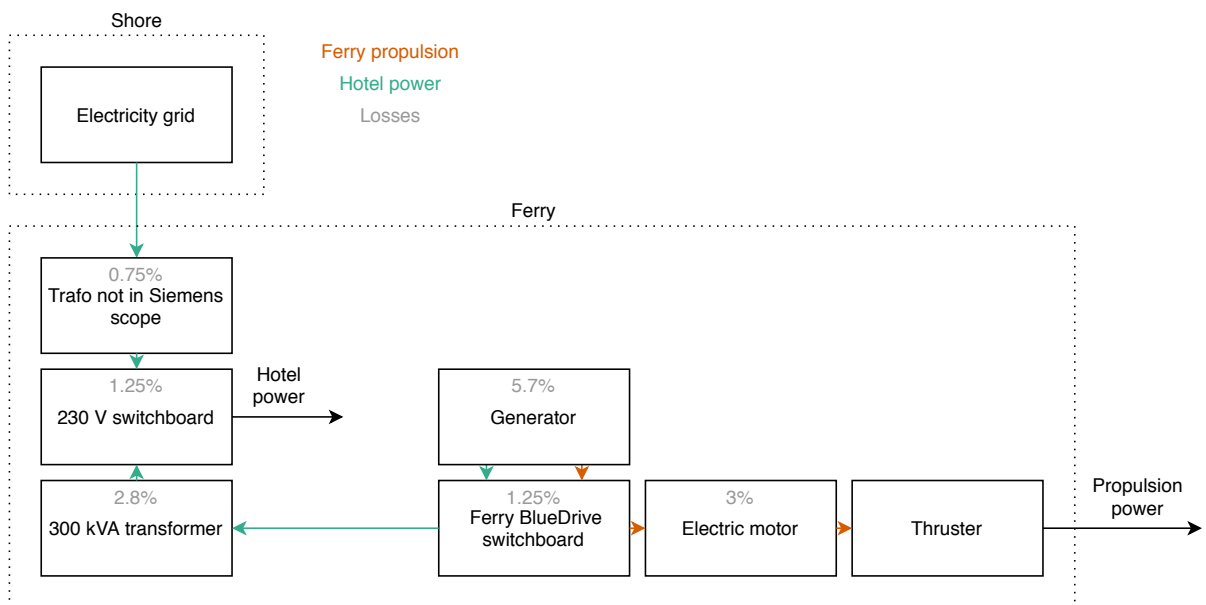 Shore
Ferry propulsion
Hotel power
Losses
Electricity grid
Ferry
0.75%
Trafo not in Siemens
scope
1.25%
230 V switchboard
Hotel
power
5.7%
Generator
2.8%
300 kVA transformer
1.25%
Ferry BlueDrive
switchboard
3%
Electric motor
Thruster
Propulsion
power